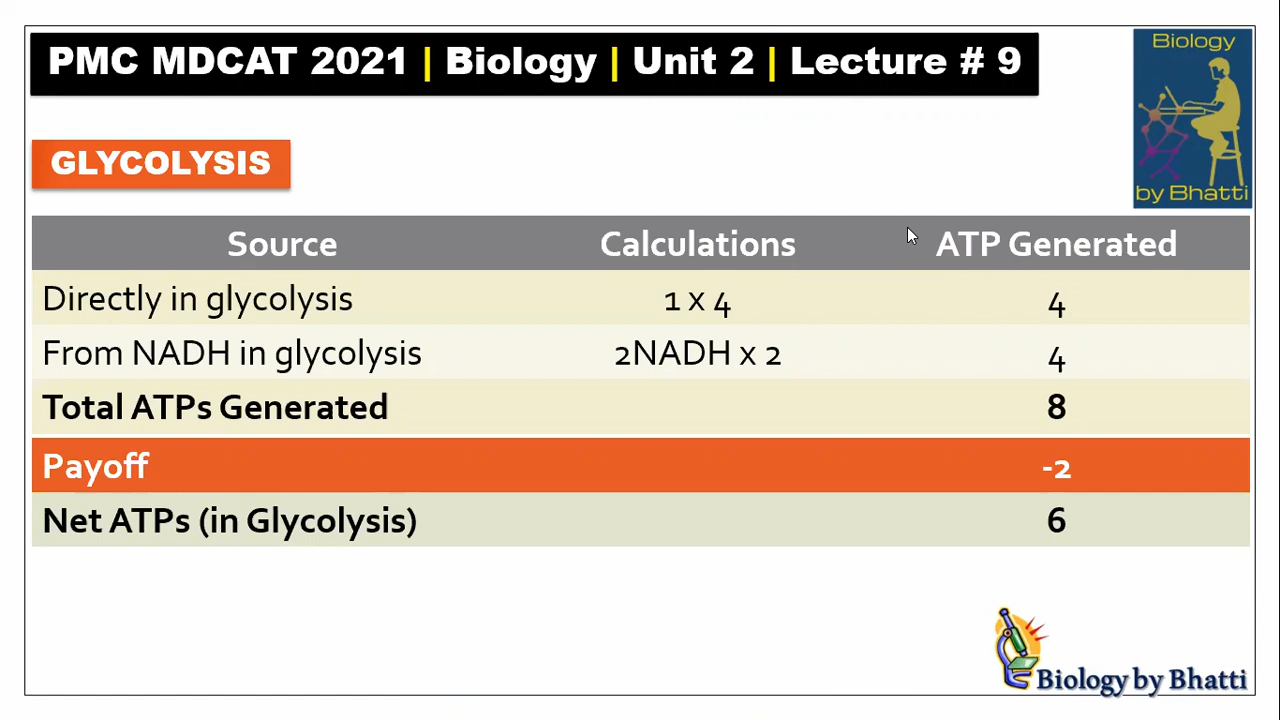 PMC MDCAT 2021 | Biology | Unit 2 | Lecture # 9
Biology
by Bhatti
GLYCOLYSIS
Source Calculations ATP Generated
Directly in glycolysis 1 x 4 4
From NADH in glycolysis 2NADH x 2 4
Total ATPs Generated 8
Payoff -2
Net ATPs (in Glycolysis) 6
Biology by Bhatti